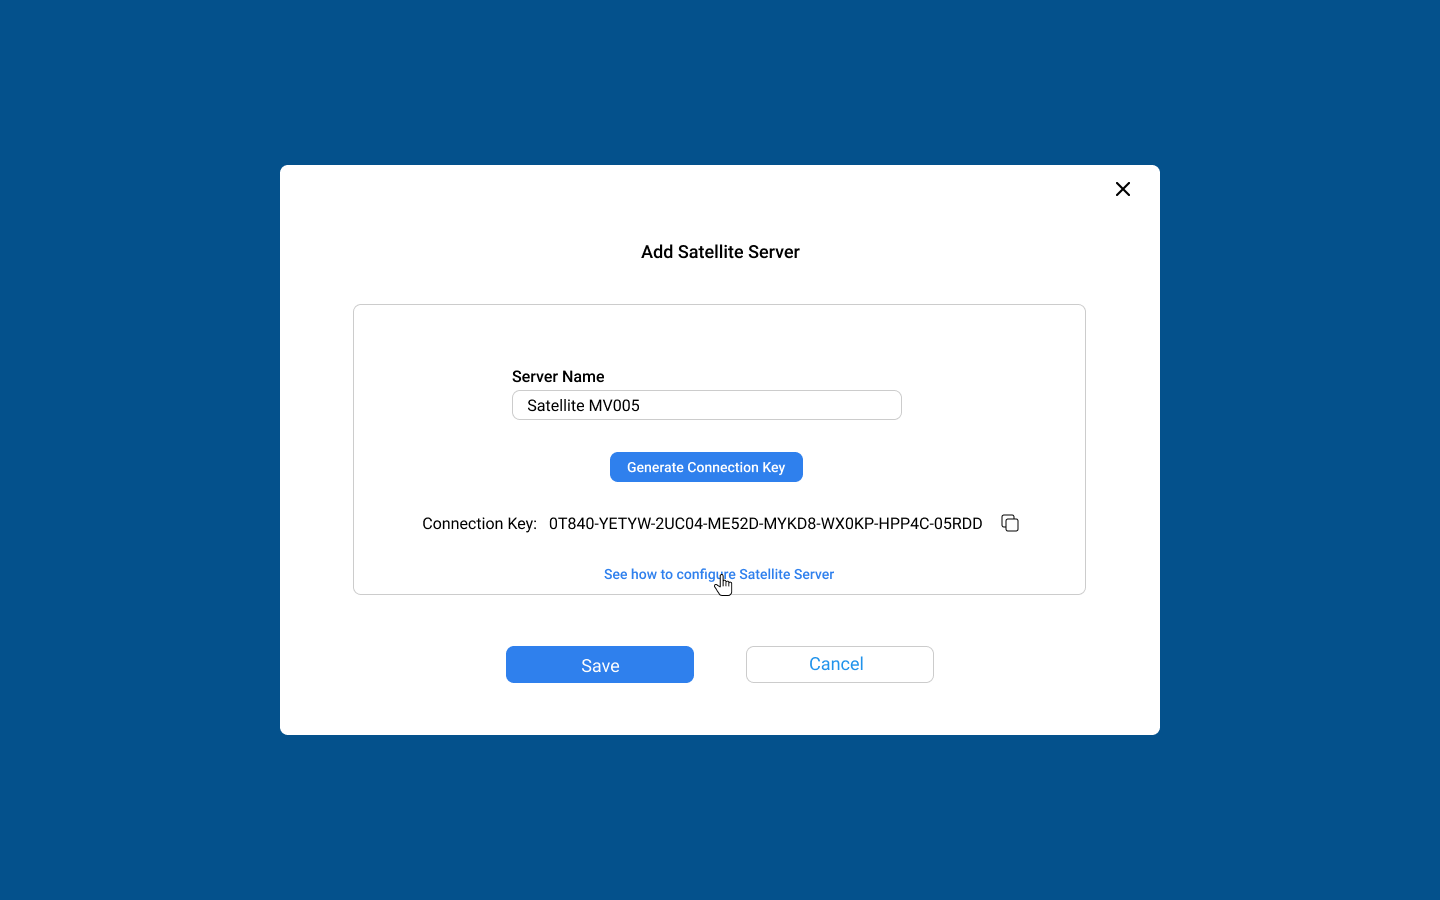 Add Satellite Server
Server Name
Satellite MV005
Generate Connection Key
Connection Key: 0T840-YETYW-2UC04-ME52D-MYKD8-WX0KP-HPP4C-05RDD
See how to configure Satellite Server
Save
Cancel